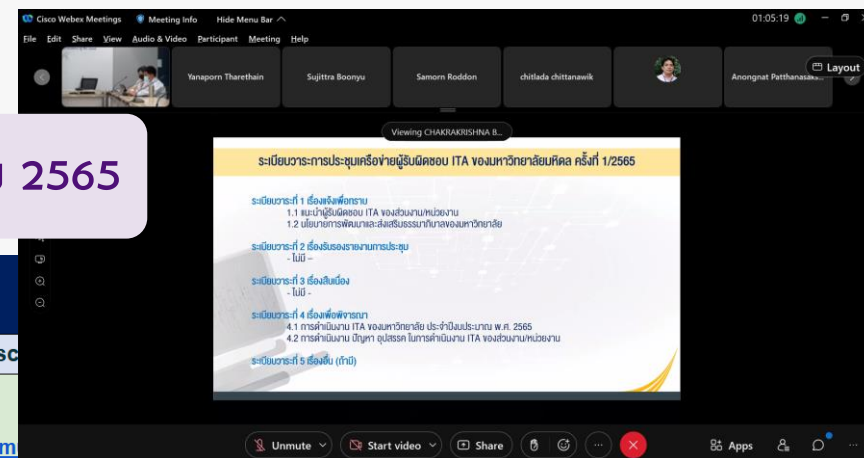 Cisco Webex Meetings Meeting Info Hide Menu Bar
01:05:19
File Edit Share View Audio & Video Participant Meeting Help
Yanaporn Tharethain
Sujittra Boonyu
Samorn Roddon
chitlada chittanawik
Anongnat Patthanasak...
Layout
Viewing CHAKRAKRISHNA B...
2565
ระเบียบวาระการประชุมเครือข่ายผู้รับผิดชอบ ITA ของมหาวิทยาลัยมหิดล ครั้งที่ 1/2565
ระเบียบวาระที่ 1 เรื่องแจ้งเพื่อทราบ
1.1 แนะนำผู้รับผิดชอบ ITA ของส่วนงาน/หน่วยงาน
1.2 นโยบายการพัฒนาและส่งเสริมธรรมาภิบาลของมหาวิทยาลัย
ระเบียบวาระที่ 2 เรื่องรับรองรายงานการประชุม
- ไม่มี –
ระเบียบวาระที่ 3 เรื่องสืบเนื่อง
- ไม่มี -
ระเบียบวาระที่ 4 เรื่องเพื่อพิจารณา
4.1 การดำเนินงาน ITA ของมหาวิทยาลัย ประจำปีงบประมาณ พ.ศ. 2565
4.2 การดำเนินงาน ปัญหา อุปสรรค ในการดำเนินงาน ITA ของส่วนงาน/หน่วยงาน
ระเบียบวาระที่ 5 เรื่องอื่น (ถ้ามี)
sc
m
Unmute Start video Share Apps